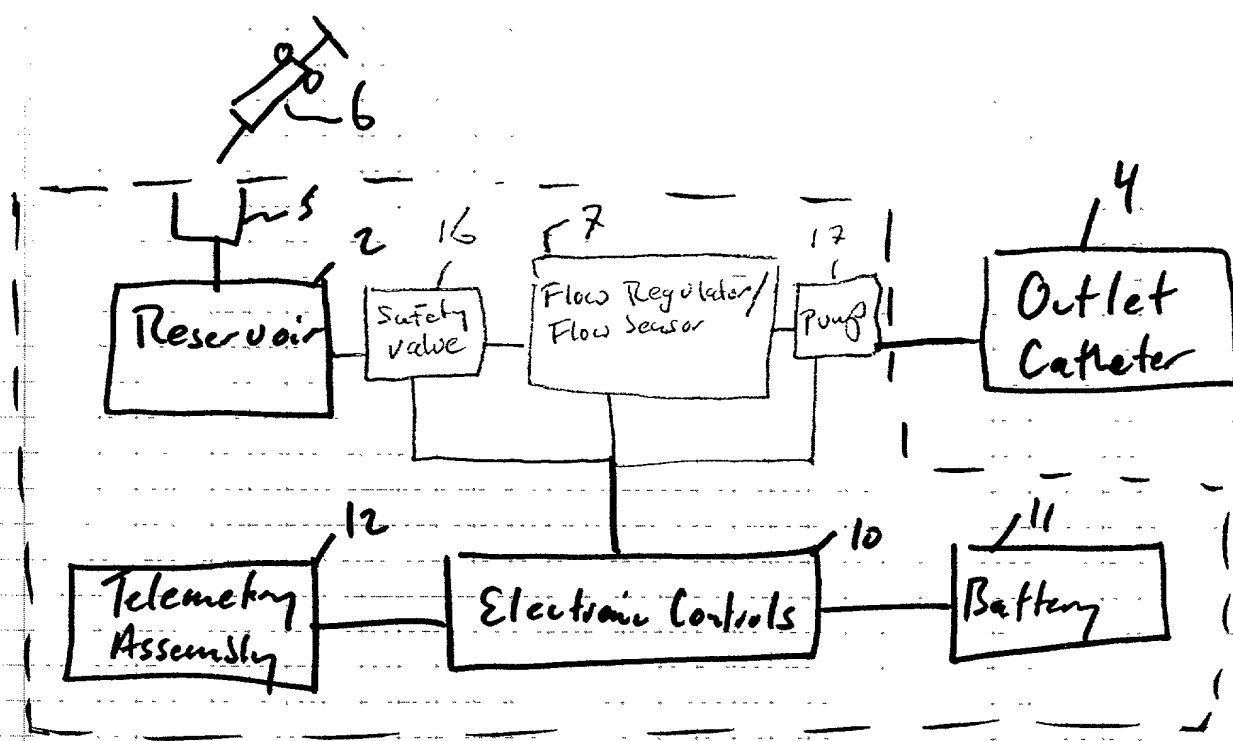 6
5
2
16
7
17
4
Reservoir
Safety
valve
Flow Regulator/
Flow Sensor
Pump
Outlet
Catheter
12
10
11
Telemetry
Assembly
Electronic Controls
Battery